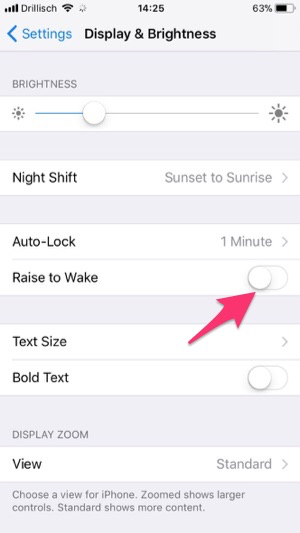 Drillisch 14:25 63%
Settings Display & Brightness
BRIGHTNESS
Night Shift Sunset to Sunrise
Auto-Lock 1 Minute
Raise to Wake
Text Size
Bold Text
DISPLAY ZOOM
View Standard
Choose a view for iPhone. Zoomed shows larger
controls. Standard shows more content.